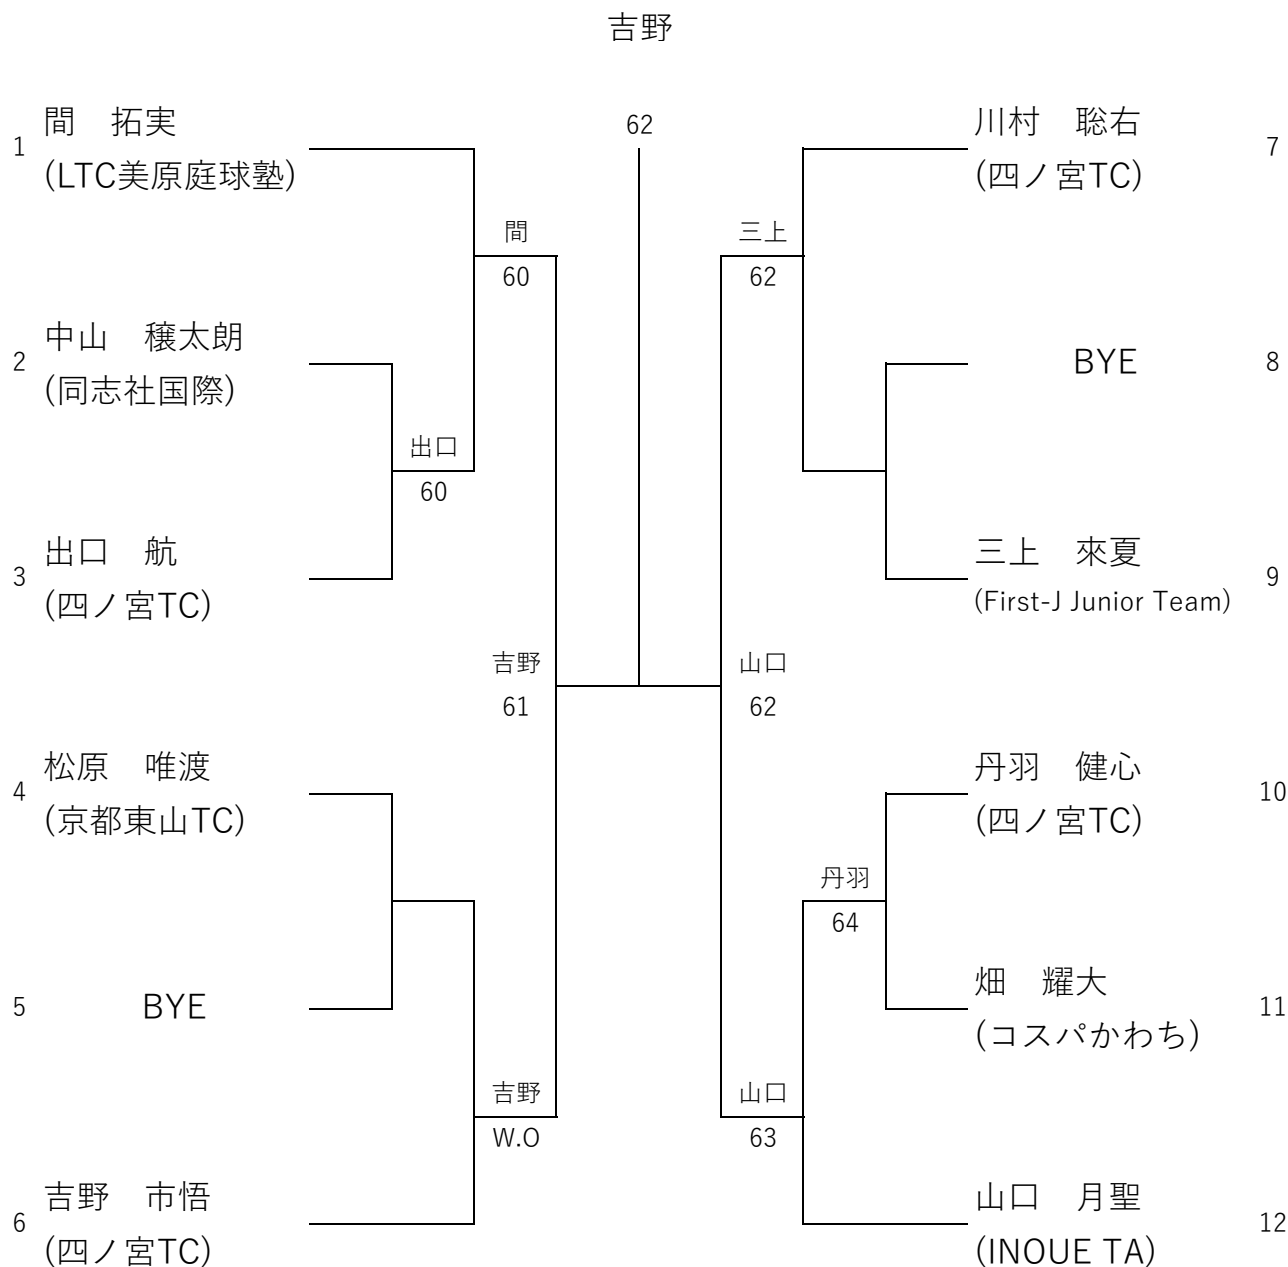 吉野
62
1
間　拓実
(LTC美原庭球塾)
間
60
2
中山　穣太朗
(同志社国際)
出口
60
3
出口　航
(四ノ宮TC)
吉野
61
4
松原　唯渡
(京都東山TC)
5
BYE
吉野
W.O
6
吉野　市悟
(四ノ宮TC)
川村　聡右
(四ノ宮TC)
7
三上
62
BYE
8
三上　來夏
(First-J Junior Team)
9
山口
62
丹羽　健心
(四ノ宮TC)
10
丹羽
64
畑　耀大
(コスパかわち)
11
山口
63
山口　月聖
(INOUE TA)
12